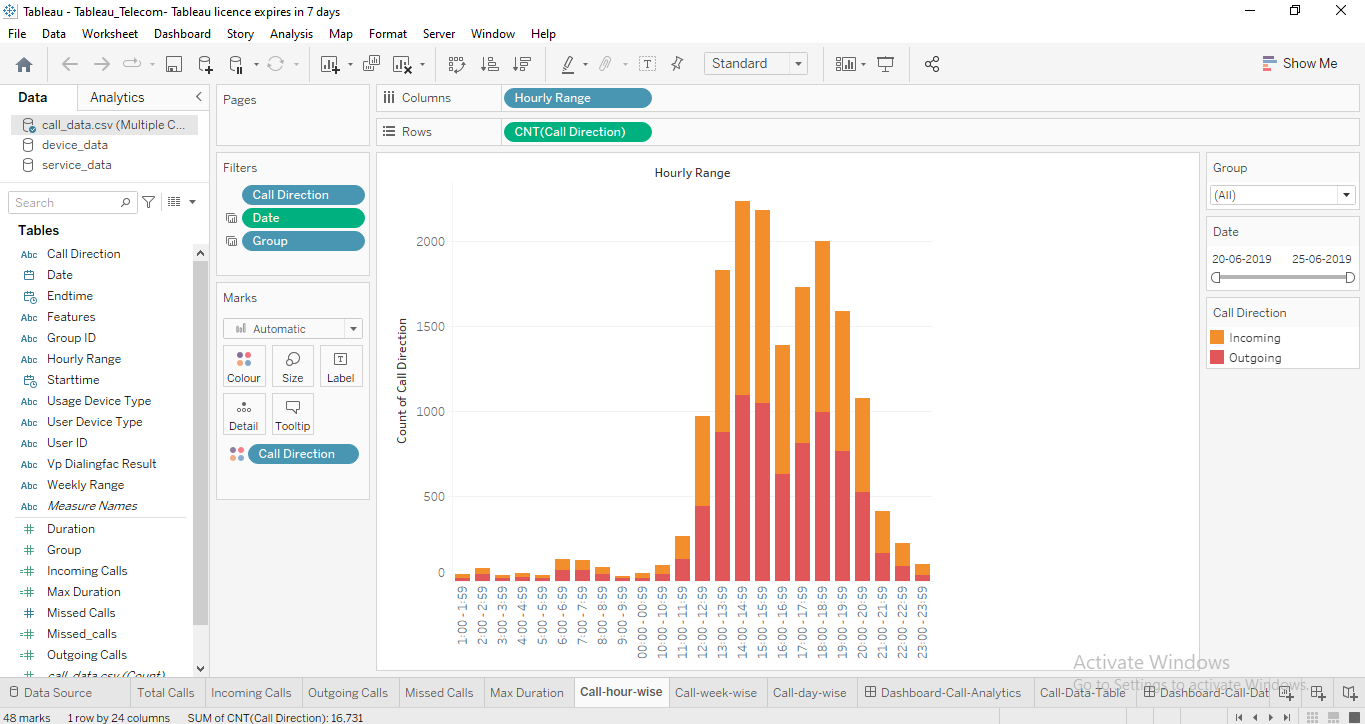 Tableau - Tableau_Telecom- Tableau licence expires in 7 days
File Data Worksheet Dashboard Story Analysis Map Format Server Window Help
Standard
Show Me
Data
Analytics
call_data.csv (Multiple C...
device_data
service_data
Search
Tables
Abc Call Direction
Date
Endtime
Abc Features
Abc Group ID
Abc Hourly Range
Starttime
Abc Usage Device Type
Abc User Device Type
Abc User ID
Abc Vp Dialingfac Result
Abc Weekly Range
Abc Measure Names
Duration
Group
Incoming Calls
Max Duration
Missed Calls
Missed_calls
Outgoing Calls
call_data.csv (Count)
Pages
Filters
Call Direction
Date
Group
Marks
Automatic
Colour
Size
Label
Detail
Tooltip
Call Direction
Columns
Hourly Range
Rows
CNT(Call Direction)
Hourly Range
Count of Call Direction
2000
1500
1000
500
0
1:00 - 1:59
2:00 - 2:59
3:00 - 3:59
4:00 - 4:59
5:00 - 5:59
6:00 - 6:59
7:00 - 7:59
8:00 - 8:59
9:00 - 9:59
00:00 - 00:59
10:00 - 10:59
11:00 - 11:59
12:00 - 12:59
13:00 - 13:59
14:00 - 14:59
15:00 - 15:59
16:00 - 16:59
17:00 - 17:59
18:00 - 18:59
19:00 - 19:59
20:00 - 20:59
21:00 - 21:59
22:00 - 22:59
23:00 - 23:59
Group
(All)
Date
20-06-2019 25-06-2019
Call Direction
Incoming
Outgoing
Activate Windows
Go to Settings to activate Windows.
Data Source
Total Calls
Incoming Calls
Outgoing Calls
Missed Calls
Max Duration
Call-hour-wise
Call-week-wise
Call-day-wise
Dashboard-Call-Analytics
Call-Data-Table
Dashboard-Call-Dat
48 marks 1 row by 24 columns SUM of CNT(Call Direction): 16,731